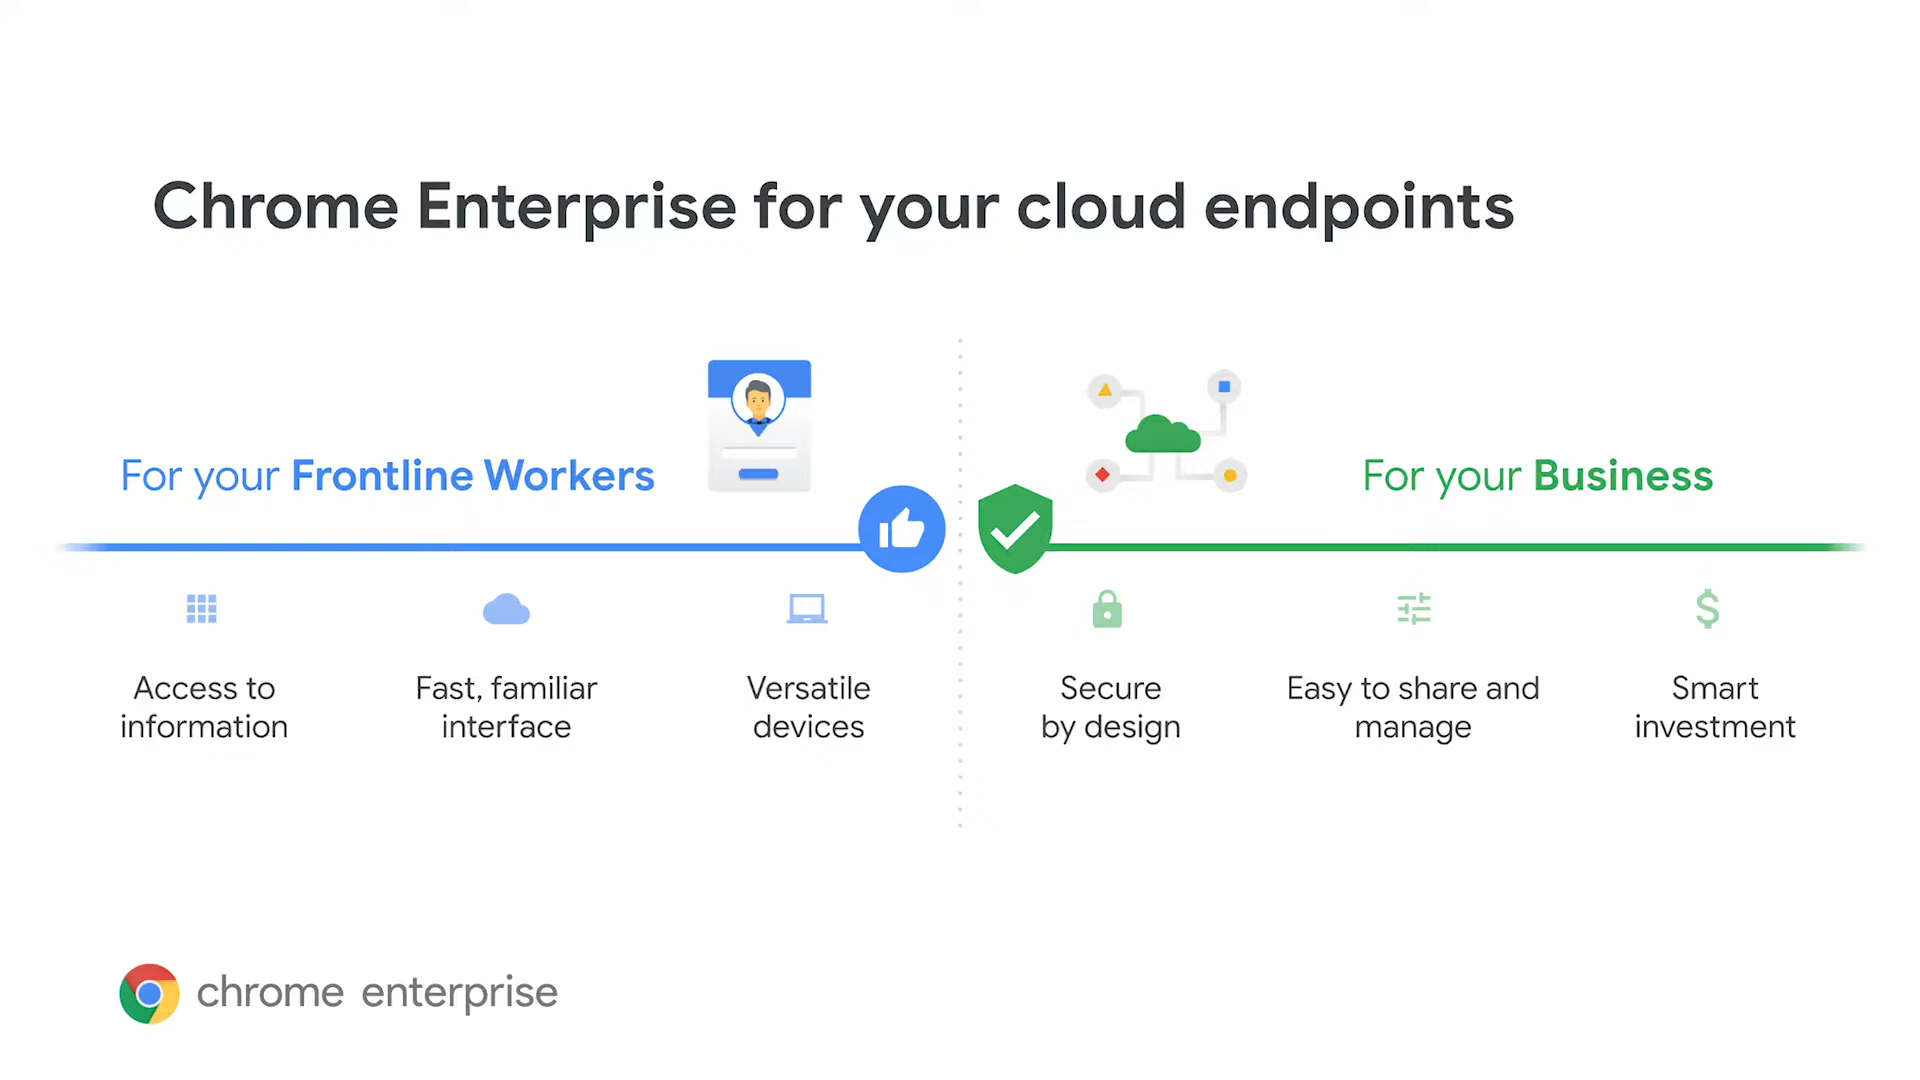 Chrome Enterprise for your cloud endpoints
For your Frontline Workers
Access to
information
Fast, familiar
interface
Versatile
devices
For your Business
Secure
by design
Easy to share and
manage
Smart
investment
chrome enterprise